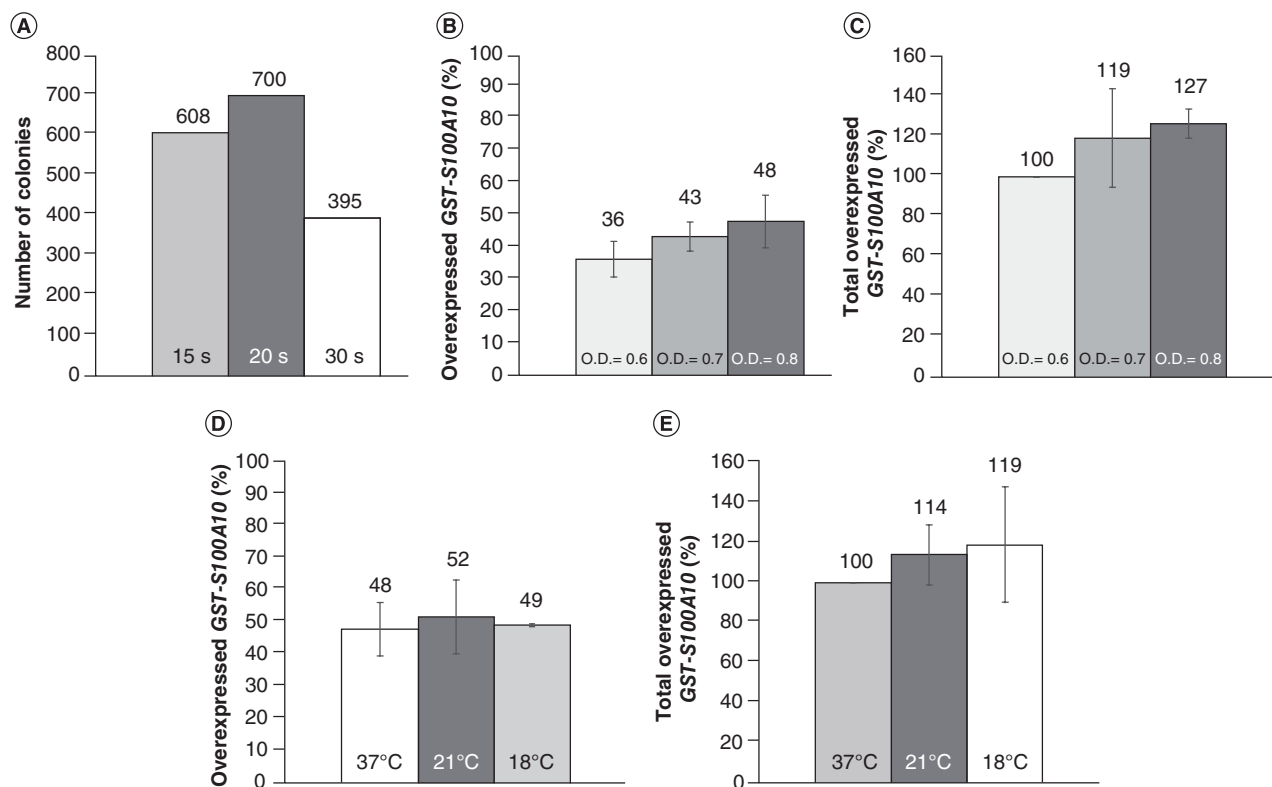 A
Number of colonies
800
700
600
500
400
300
200
100
0
608
700
395
15 s
20 s
30 s
B
Overexpressed GST-S100A10 (%)
100
90
80
70
60
50
40
30
20
10
0
36
43
48
O.D.= 0.6
O.D.= 0.7
O.D.= 0.8
C
Total overexpressed
GST-S100A10 (%)
160
140
120
100
80
60
40
20
0
100
119
127
O.D.= 0.6
O.D.= 0.7
O.D.= 0.8
D
Overexpressed GST-S100A10 (%)
100
90
80
70
60
50
40
30
20
10
0
48
52
49
37°C
21°C
18°C
E
Total overexpressed
GST-S100A10 (%)
160
140
120
100
80
60
40
20
0
100
114
119
37°C
21°C
18°C